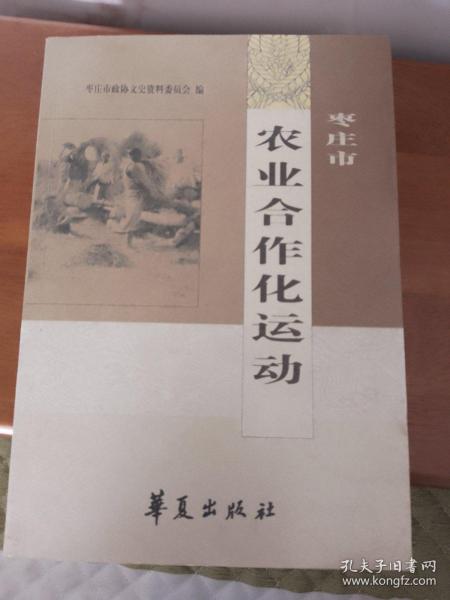 枣庄市政协文史资料委员会 编
枣庄市
农业合作化运动
華夏出版社
孔夫子旧书网
www.kongfz.com